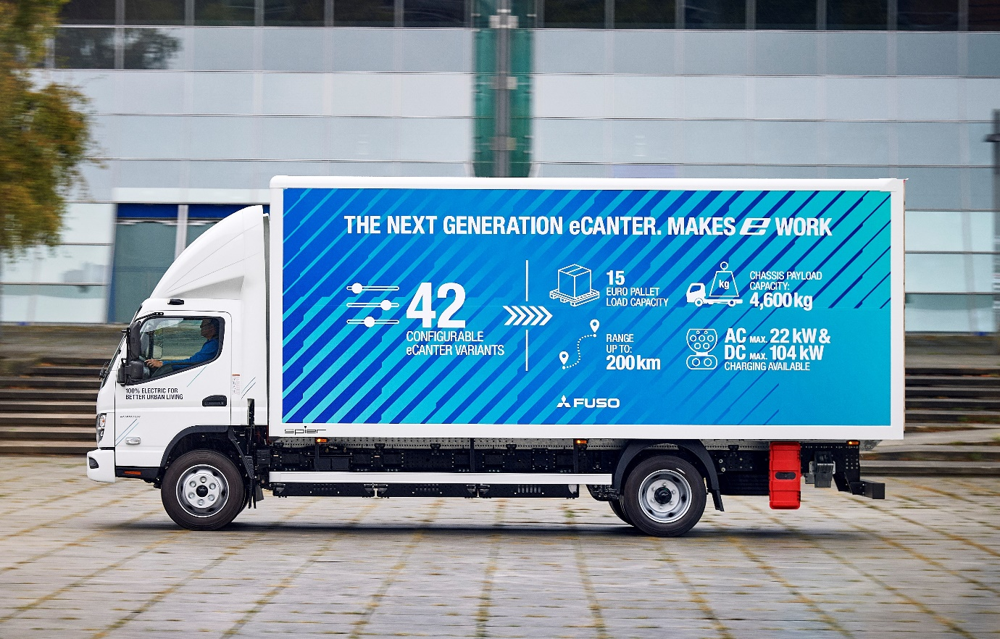 THE NEXT GENERATION eCANTER. MAKES E WORK
42
CONFIGURABLE
eCANTER VARIANTS
15
EURO PALLET
LOAD CAPACITY
kg
CHASSIS PAYLOAD
CAPACITY:
4,600 kg
RANGE
UP TO:
200 km
AC MAX. 22 kW &
DC MAX. 104 kW
CHARGING AVAILABLE
FUSO
100% ELECTRIC FOR
BETTER URBAN LIVING
spier